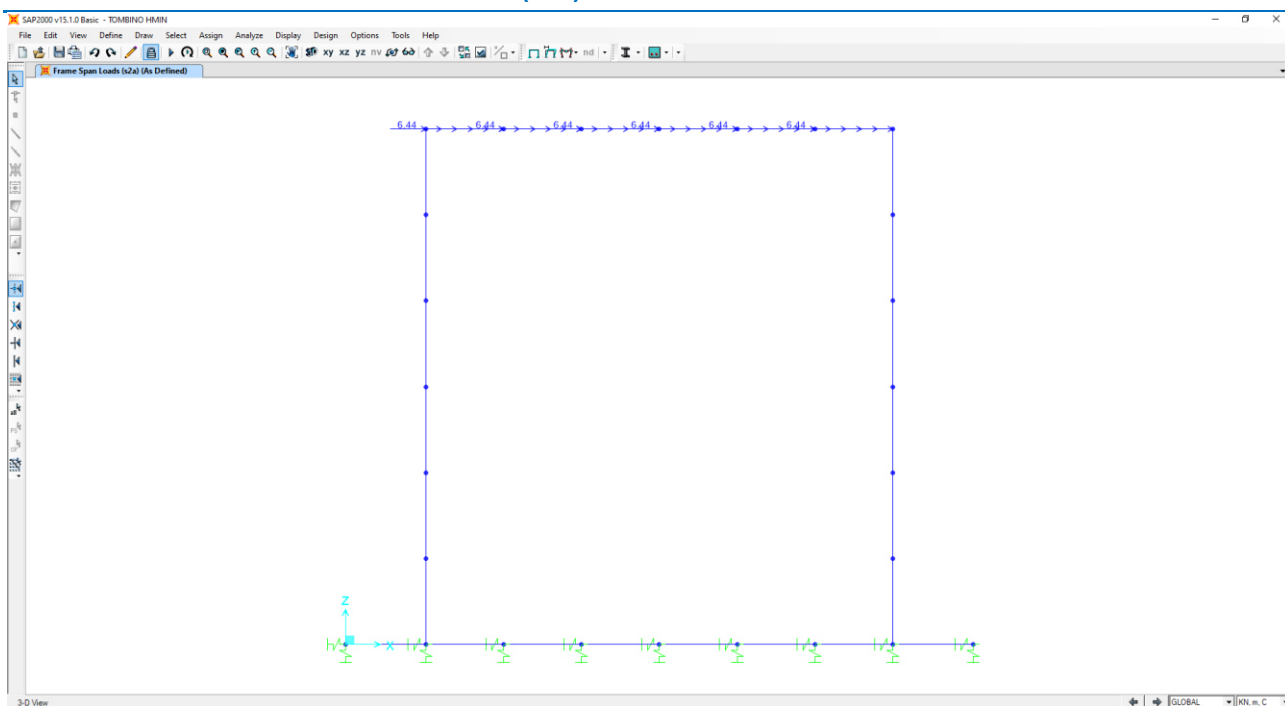 SAP2000 v15.1.0 Basic - TOMBINO HMIN
File Edit View Define Draw Select Assign Analyze Display Design Options Tools Help
xy xz yz nv nd
Frame Span Loads (s2a) (As Defined)
6.44 6.44 6.44 6.44 6.44 6.44
Z
X
3-D View GLOBAL KN, m, C